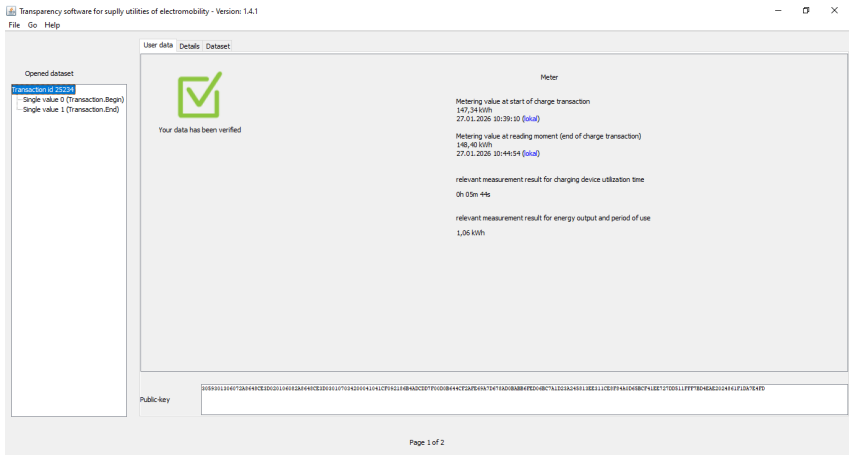 Transparency software for suplly utilities of electromobility - Version: 1.4.1
File Go Help
User data Details Dataset
Opened dataset
Transaction id 25234
Single value 0 (Transaction.Begin)
Single value 1 (Transaction.End)
Your data has been verified
Meter
Metering value at start of charge transaction
147,34 kWh
27.01.2026 10:39:10 (lokal)
Metering value at reading moment (end of charge transaction)
148,40 kWh
27.01.2026 10:44:54 (lokal)
relevant measurement result for charging device utilization time
0h 05m 44s
relevant measurement result for energy output and period of use
1,06 kWh
Public-key
Page 1 of 2